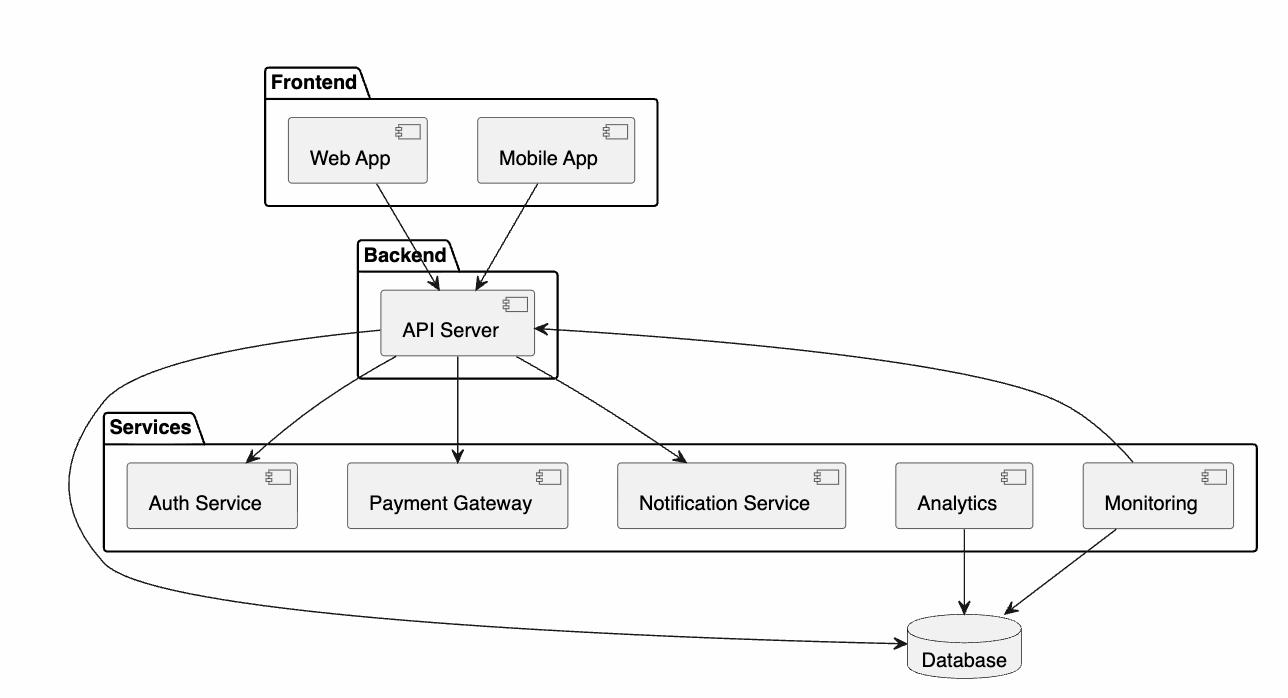 Frontend
Web App
Mobile App
Backend
API Server
Services
Auth Service
Payment Gateway
Notification Service
Analytics
Monitoring
Database